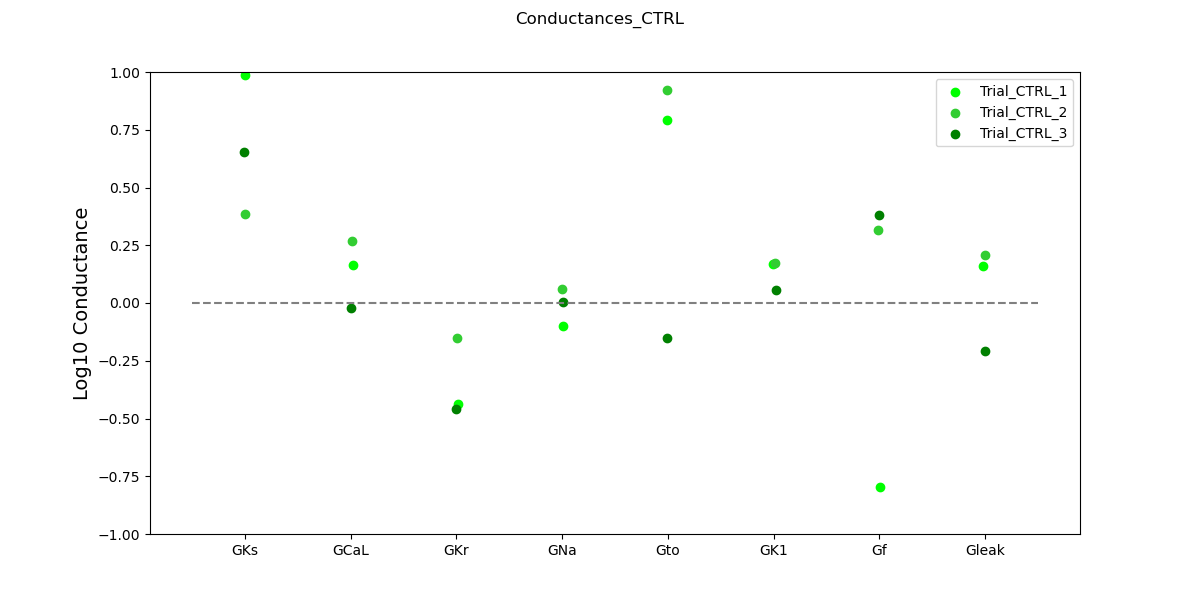 Conductances_CTRL
1.00
0.75
0.50
0.25
0.00
−0.25
−0.50
−0.75
−1.00
Log10 Conductance
Trial_CTRL_1
Trial_CTRL_2
Trial_CTRL_3
GKs GCaL GKr GNa Gto GK1 Gf Gleak